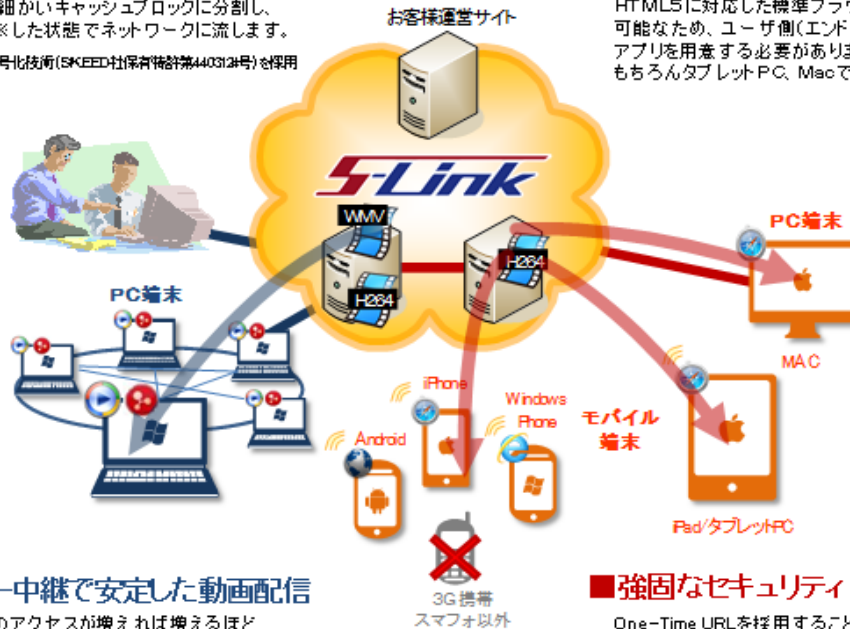 細かいキャッシュブロックに分割し、
した状態でネットワークに流します。
号化技術(SKEED社保有特許第4403124号)を採用
お客様運営サイト
HTML5に対応した標準ブラウ
可能なため、ユーザ側(エンド
アプリを用意する必要がありま
もちろんタブレットPC、Macで
S-Link
WMV
H264
H264
PC端末
PC端末
MAC
iPhone
Windows
Phone
Android
モバイル
端末
iPad/タブレットPC
3G携帯
スマフォ以外
ー中継で安定した動画配信
のアクセスが増えれば増えるほど
■強固なセキュリティ
One-Time URLを採用すること